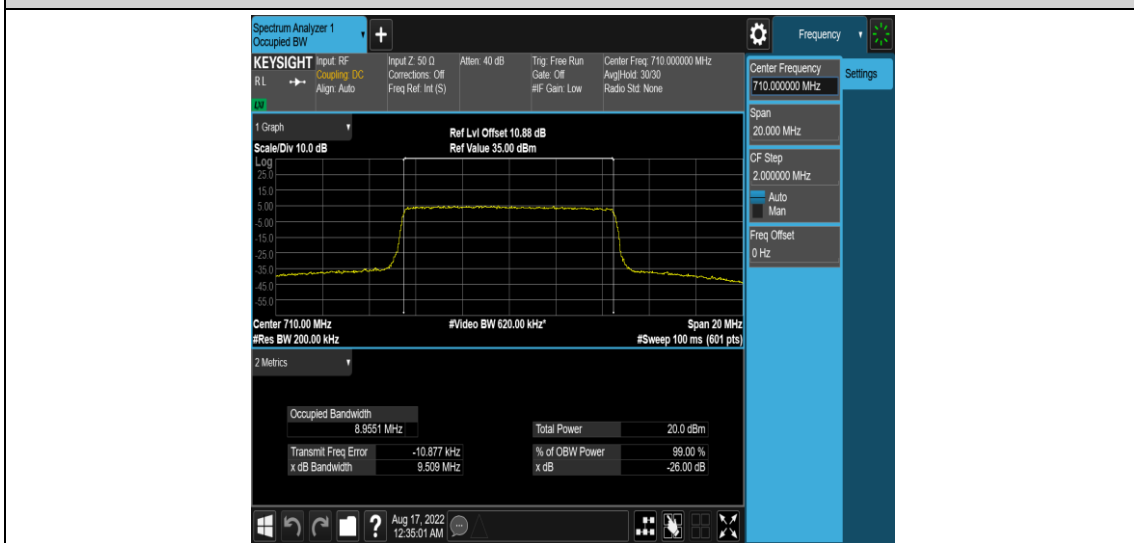 Spectrum Analyzer 1
Occupied BW
+
Frequency
KEYSIGHT
RL
LXI
Input: RF
Coupling: DC
Align: Auto
Input Z: 50 Ω
Corrections: Off
Freq Ref: Int (S)
Atten: 40 dB
Trig: Free Run
Gate: Off
#IF Gain: Low
Center Freq: 710.000000 MHz
Avg|Hold: 30/30
Radio Std: None
Center Frequency
710.000000 MHz
Settings
Span
20.000 MHz
CF Step
2.000000 MHz
Auto
Man
Freq Offset
0 Hz
1 Graph
Scale/Div 10.0 dB
Ref Lvl Offset 10.88 dB
Ref Value 35.00 dBm
Log
25.0
15.0
5.00
-5.00
-15.0
-25.0
-35.0
-45.0
-55.0
Center 710.00 MHz
#Res BW 200.00 kHz
#Video BW 620.00 kHz*
Span 20 MHz
#Sweep 100 ms (601 pts)
2 Metrics
Occupied Bandwidth
8.9551 MHz
Total Power 20.0 dBm
Transmit Freq Error -10.877 kHz
% of OBW Power 99.00 %
x dB Bandwidth 9.509 MHz
x dB -26.00 dB
?
Aug 17, 2022
12:35:01 AM